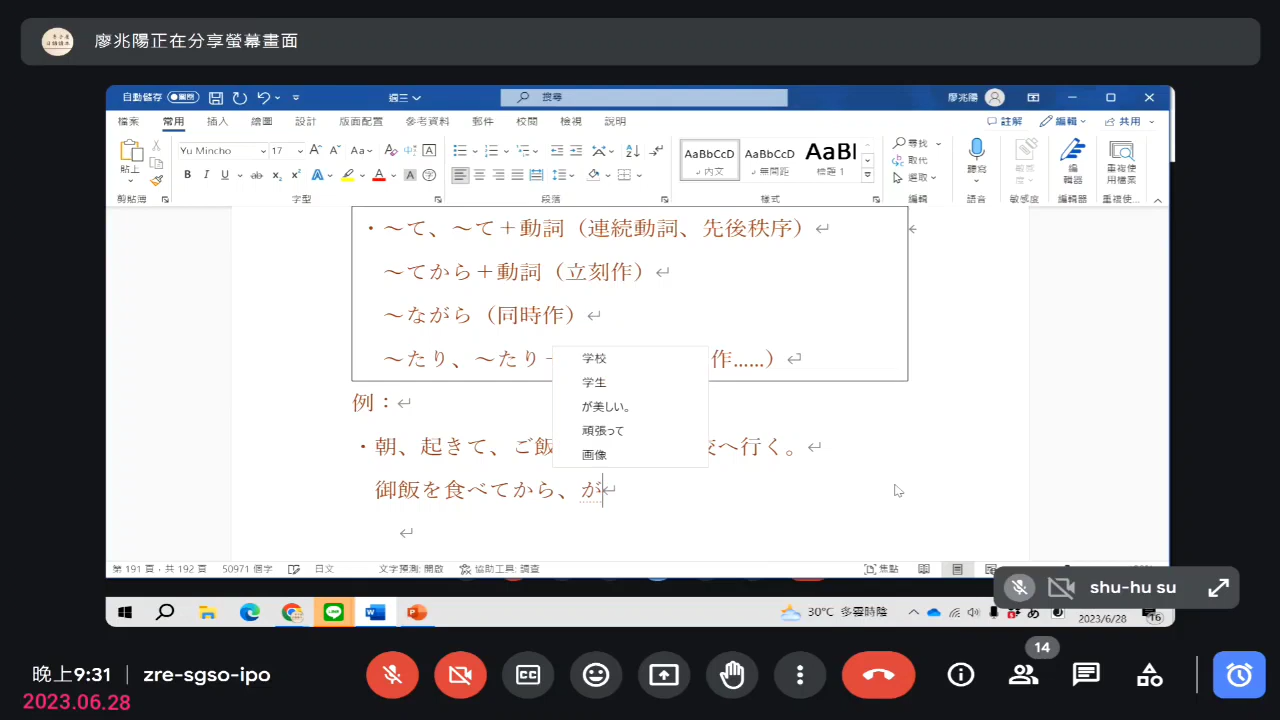 廖兆陽正在分享螢幕畫面
自動儲存 週三 搜尋 廖兆陽
檔案 常用 插入 繪圖 設計 版面配置 參考資料 郵件 校閱 檢視 說明 註解 編輯 共用
貼上 Yu Mincho 17 AaBbCcD AaBbCcD AaBl 尋找 取代 選取 聽寫 編輯器 重複使用檔案
內文 無間距 標題 1
剪貼簿 字型 段落 樣式 編輯 語音 敏感度 編輯器 重複使...
・～て、～て＋動詞（連続動詞、先後秩序）
～てから＋動詞（立刻作）
～ながら（同時作）
～たり、～たり 作……）
学校
学生
が美しい。
頑張って
画像
例：
・朝、起きて、ご飯 へ行く。
御飯を食べてから、が
第 191 頁，共 192 頁 50971 個字 日文 文字預測: 開啟 協助工具: 調查 焦點
shu-hu su
30°C 多雲時陰 あ 2023/6/28 16
14
晚上9:31 zre-sgso-ipo
2023.06.28